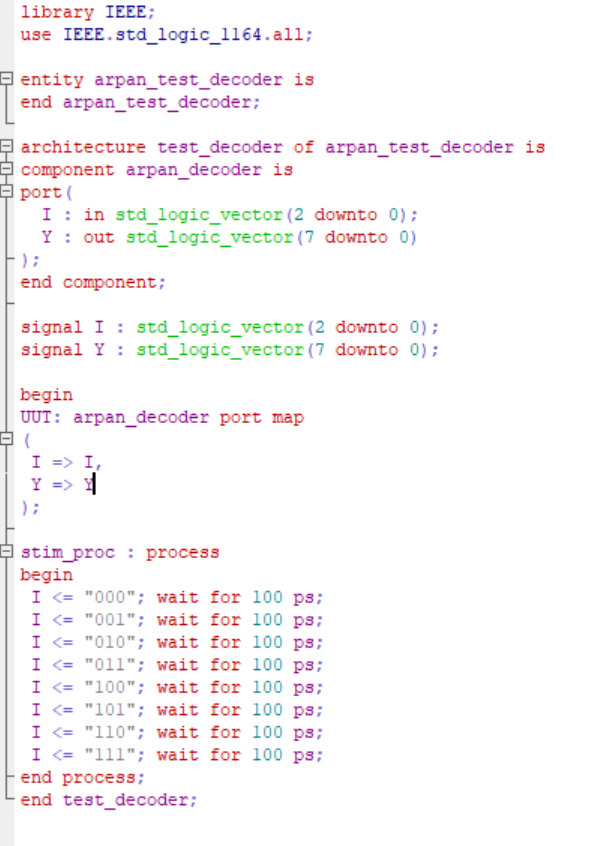 library IEEE;
use IEEE.std_logic_1164.all;
entity arpan_test_decoder is
end arpan_test_decoder;
architecture test_decoder of arpan_test_decoder is
component arpan_decoder is
port(
I : in std_logic_vector(2 downto 0);
Y : out std_logic_vector(7 downto 0)
);
end component;
signal I : std_logic_vector(2 downto 0);
signal Y : std_logic_vector(7 downto 0);
begin
UUT: arpan_decoder port map
(
I => I,
Y => Y
);
stim_proc : process
begin
I <= "000"; wait for 100 ps;
I <= "001"; wait for 100 ps;
I <= "010"; wait for 100 ps;
I <= "011"; wait for 100 ps;
I <= "100"; wait for 100 ps;
I <= "101"; wait for 100 ps;
I <= "110"; wait for 100 ps;
I <= "111"; wait for 100 ps;
end process;
end test_decoder;